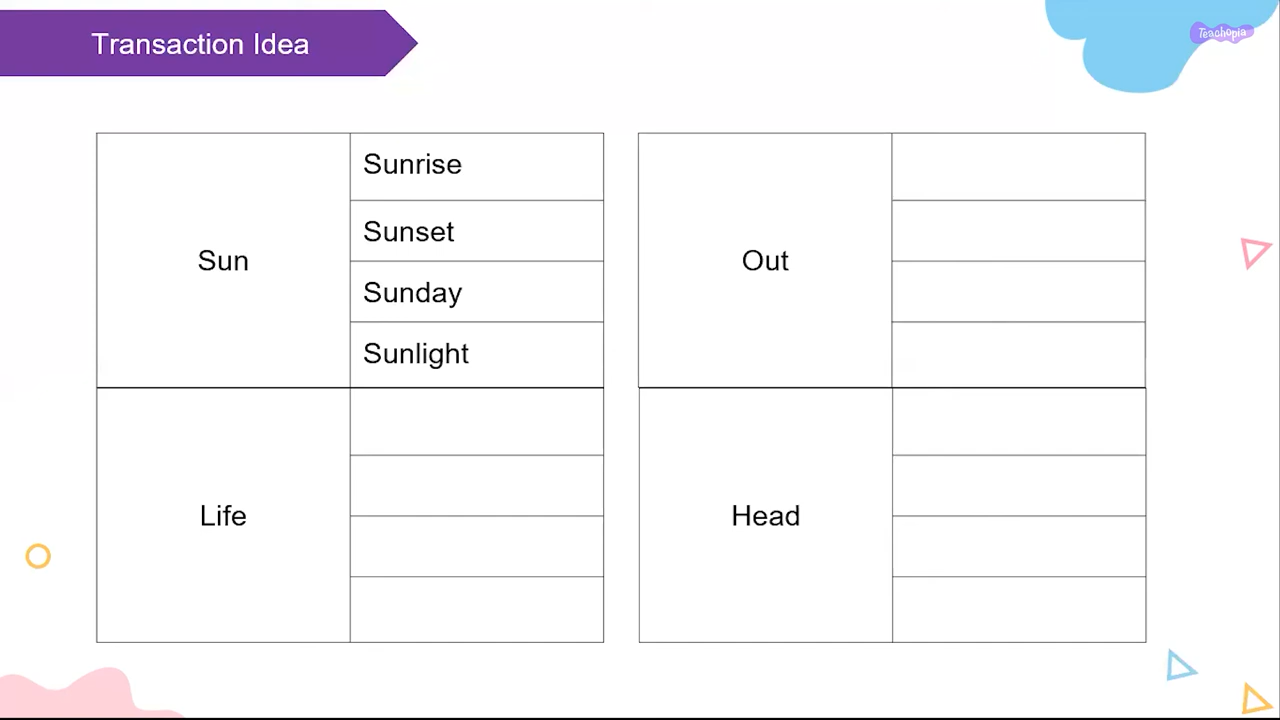 Transaction Idea
Teachopia
Sun
Sunrise
Sunset
Sunday
Sunlight
Out
Life
Head